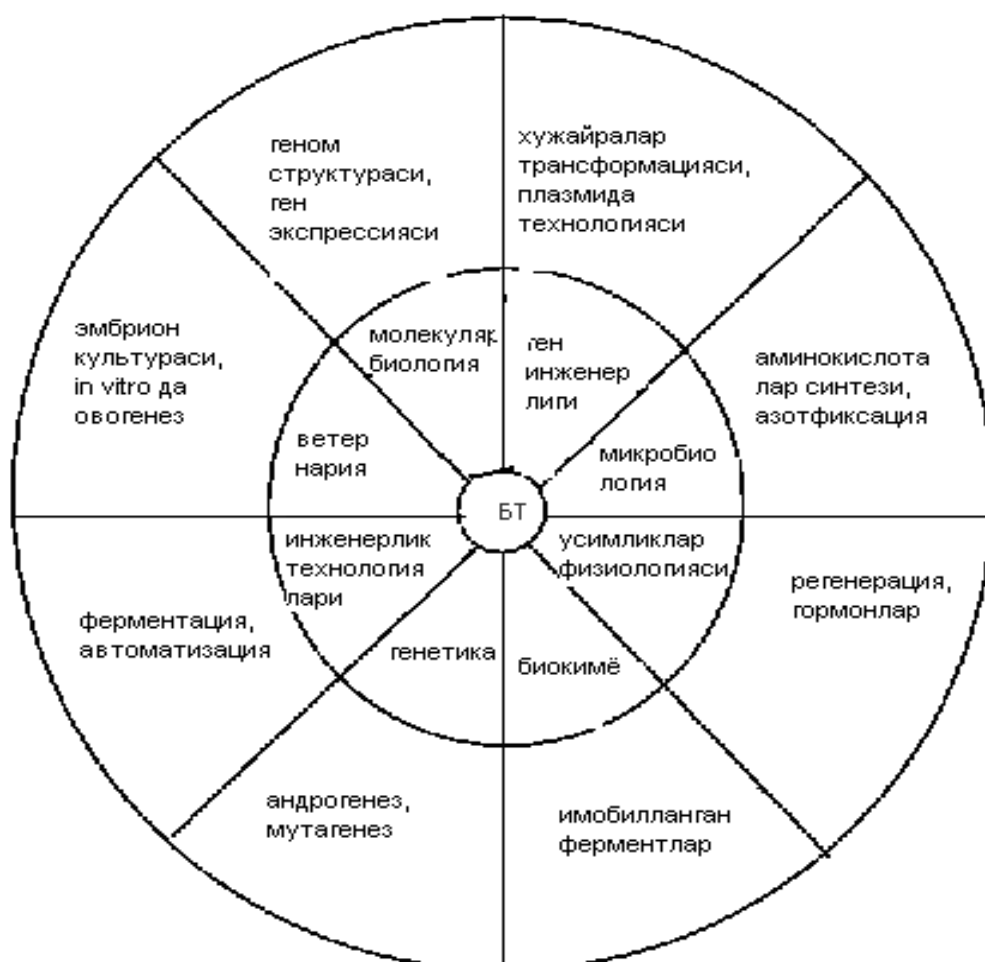 геном
структураси,
ген
экспрессияси
хужайралар
трансформацияси,
плазмида
технологияси
эмбрион
культураси,
in vitro да
овогенез
молекуляр
биология
ген
инженер
лиги
аминокислота
лар синтези,
азотфиксация
ветер
нария
микробио
логия
БТ
инженерлик
технология
лари
усимликлар
физиологияси
регенерация,
гормонлар
ферментация,
автоматизация
генетика
биокимё
андрогенез,
мутагенез
имобилланган
ферментлар